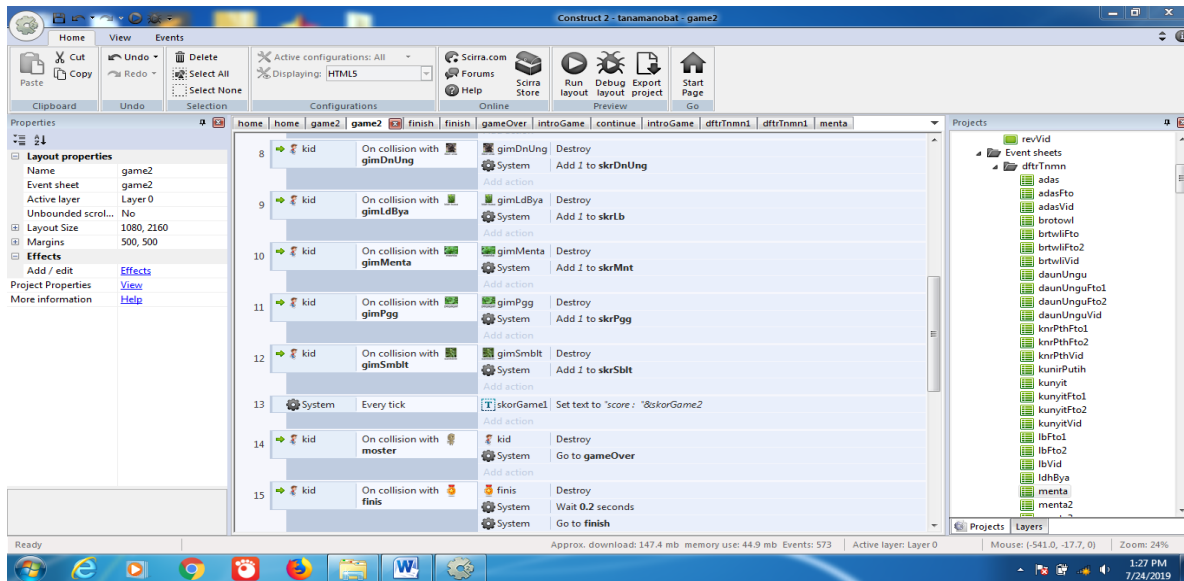 Construct 2 - tanamanobat - game2
Home View Events
Paste Cut Copy Clipboard
Undo Redo Undo
Delete Select All Select None Selection
Active configurations: All
Displaying: HTML5
Configurations
Scirra.com Forums Help Scirra Store Online
Run layout Debug layout Export project Preview
Start Page Go
Properties
home home game2 game2 finish finish gameOver introGame continue introGame dftrTnmn1 dftrTnmn1 menta
Projects
Layout properties
Name game2
Event sheet game2
Active layer Layer 0
Unbounded scrol... No
Layout Size 1080, 2160
Margins 500, 500
Effects
Add / edit Effects
Project Properties View
More information Help
8 kid On collision with gimDnUng gimDnUng Destroy
System Add 1 to skrDnUng
Add action
9 kid On collision with gimLdBya gimLdBya Destroy
System Add 1 to skrLb
Add action
10 kid On collision with gimMenta gimMenta Destroy
System Add 1 to skrMnt
Add action
11 kid On collision with gimPgg gimPgg Destroy
System Add 1 to skrPgg
Add action
12 kid On collision with gimSmblt gimSmblt Destroy
System Add 1 to skrSblt
Add action
13 System Every tick T skorGame1 Set text to "score : "&skorGame2
Add action
14 kid On collision with moster kid Destroy
System Go to gameOver
Add action
15 kid On collision with finis finis Destroy
System Wait 0.2 seconds
System Go to finish
revVid
Event sheets
dftrTnmn
adas
adasFto
adasVid
brotowl
brtwliFto
brtwliFto2
brtwliVid
daunUngu
daunUnguFto1
daunUnguFto2
daunUnguVid
knrPthFto1
knrPthFto2
knrPthVid
kunirPutih
kunyit
kunyitFto1
kunyitFto2
kunyitVid
lbFto1
lbFto2
lbVid
ldhBya
menta
menta2
Projects Layers
Ready
Approx. download: 147.4 mb memory use: 44.9 mb Events: 573 Active layer: Layer 0 Mouse: (-541.0, -17.7, 0) Zoom: 24%
1:27 PM
7/24/2019